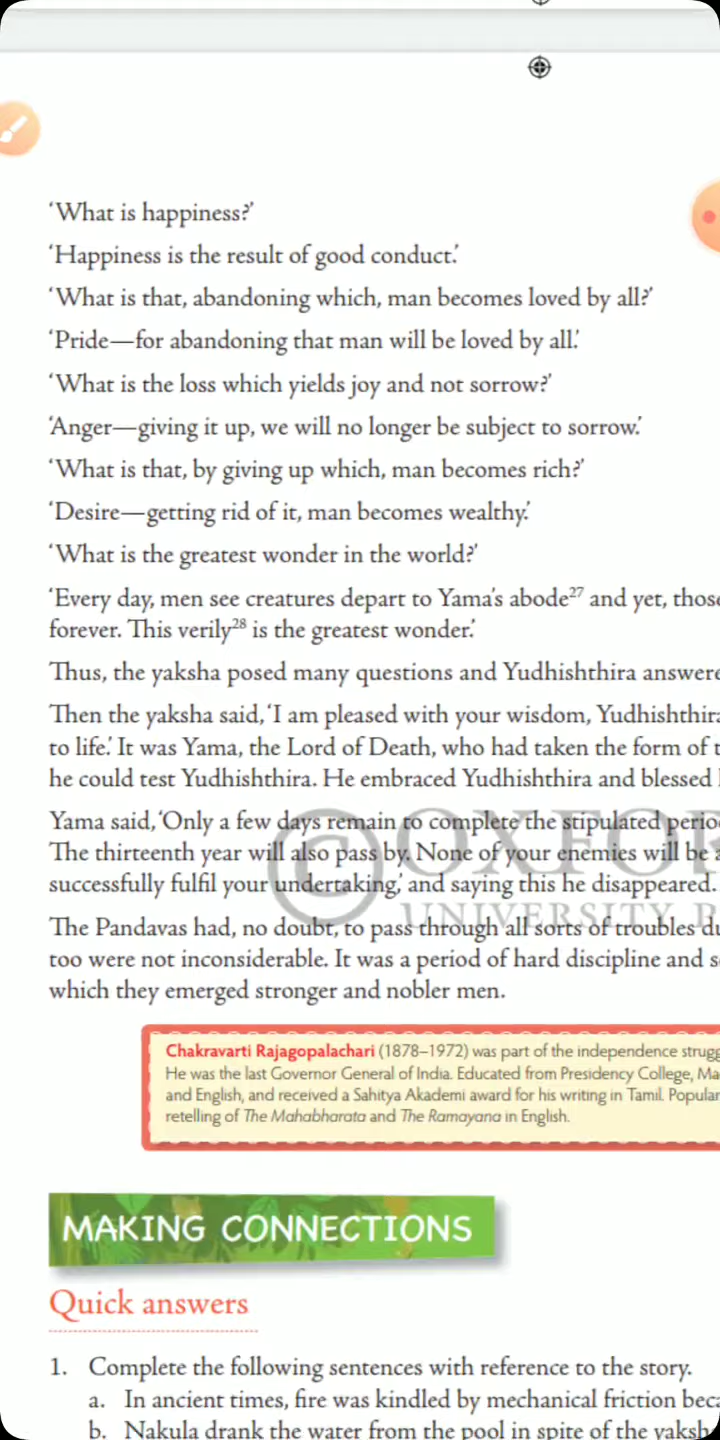 ‘What is happiness?’
‘Happiness is the result of good conduct.’
‘What is that, abandoning which, man becomes loved by all?’
‘Pride—for abandoning that man will be loved by all.’
‘What is the loss which yields joy and not sorrow?’
‘Anger—giving it up, we will no longer be subject to sorrow.’
‘What is that, by giving up which, man becomes rich?’
‘Desire—getting rid of it, man becomes wealthy.’
‘What is the greatest wonder in the world?’
‘Every day, men see creatures depart to Yama’s abode27 and yet, those
forever. This verily28 is the greatest wonder.’
Thus, the yaksha posed many questions and Yudhishthira answere
Then the yaksha said, ‘I am pleased with your wisdom, Yudhishthira
to life.’ It was Yama, the Lord of Death, who had taken the form of t
he could test Yudhishthira. He embraced Yudhishthira and blessed
Yama said, ‘Only a few days remain to complete the stipulated perio
The thirteenth year will also pass by. None of your enemies will be a
successfully fulfil your undertaking,’ and saying this he disappeared.
© OXFOR
UNIVERSITY P
The Pandavas had, no doubt, to pass through all sorts of troubles du
too were not inconsiderable. It was a period of hard discipline and s
which they emerged stronger and nobler men.
Chakravarti Rajagopalachari (1878–1972) was part of the independence strugg
He was the last Governor General of India. Educated from Presidency College, Ma
and English, and received a Sahitya Akademi award for his writing in Tamil. Popular
retelling of The Mahabharata and The Ramayana in English.
MAKING CONNECTIONS
Quick answers
1. Complete the following sentences with reference to the story.
a. In ancient times, fire was kindled by mechanical friction beca
b. Nakula drank the water from the pool in spite of the yaksh